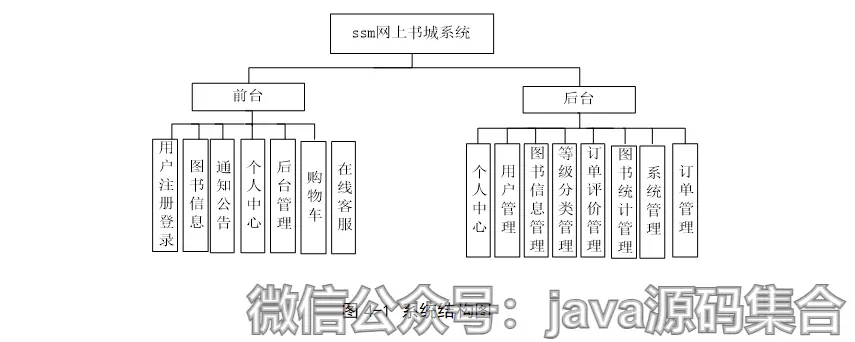 ssm网上书城系统
前台
后台
用户注册登录
图书信息
通知公告
个人中心
后台管理
购物车
在线客服
个人中心
用户管理
图书信息管理
等级分类管理
订单评价管理
图书统计管理
系统管理
订单管理
图 4-1 系统结构图
微信公众号：java源码集合